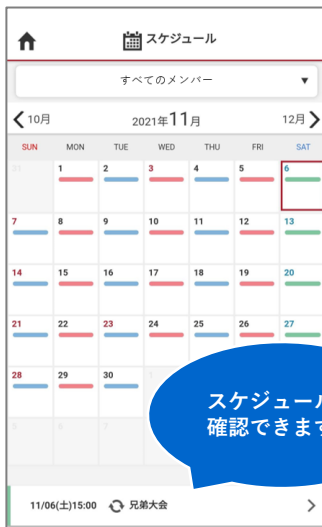 スケジュール
すべてのメンバー ▼
10月 2021年11月 12月
SUN MON TUE WED THU FRI SAT
31 1 2 3 4 5 6
7 8 9 10 11 12 13
14 15 16 17 18 19 20
21 22 23 24 25 26 27
28 29 30
5 6 7
スケジュール
確認できます
11/06(土)15:00 兄弟大会